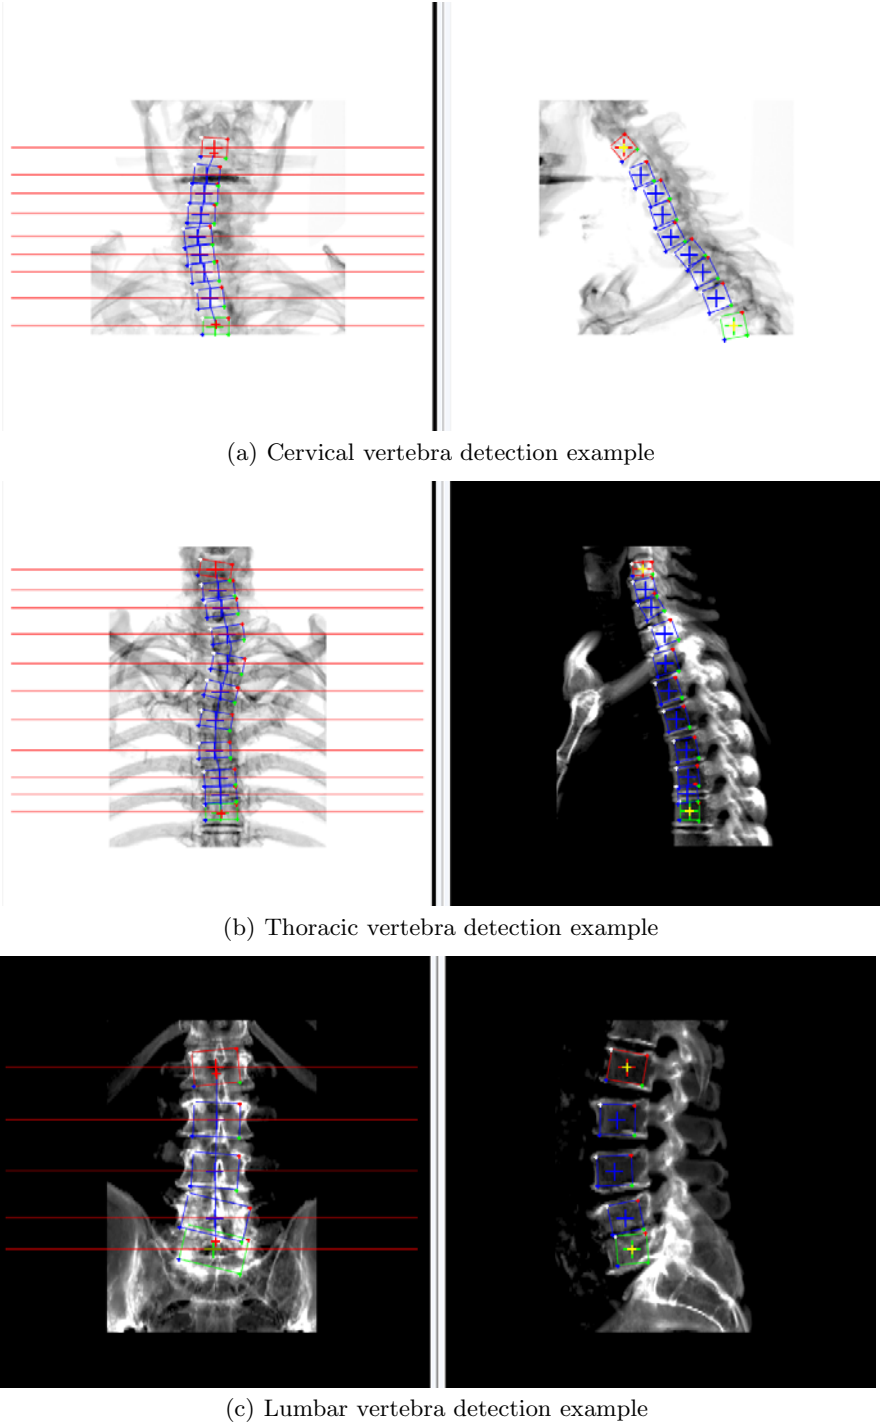 (a) Cervical vertebra detection example
(b) Thoracic vertebra detection example
(c) Lumbar vertebra detection example